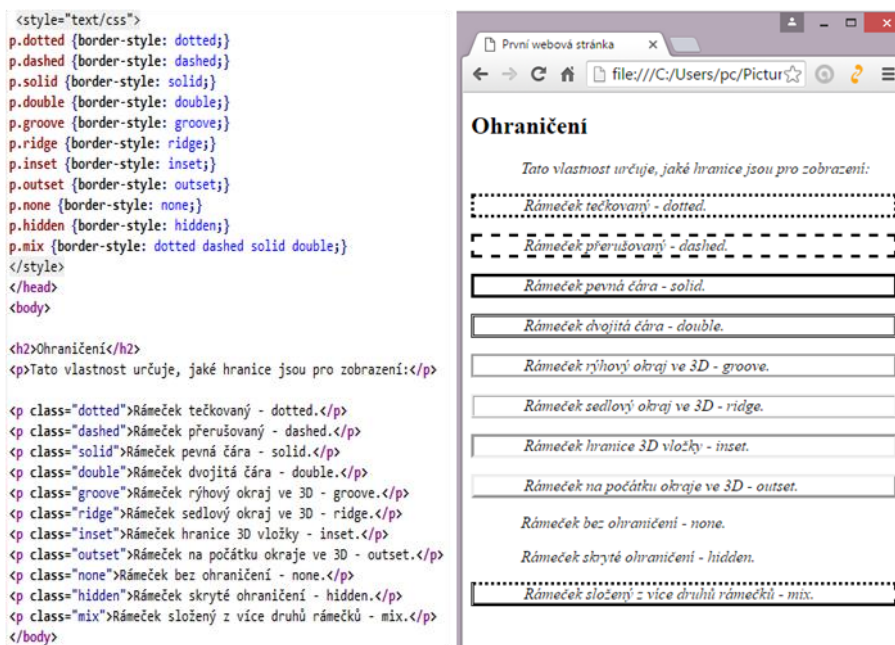 <style="text/css">
p.dotted {border-style: dotted;}
p.dashed {border-style: dashed;}
p.solid {border-style: solid;}
p.double {border-style: double;}
p.groove {border-style: groove;}
p.ridge {border-style: ridge;}
p.inset {border-style: inset;}
p.outset {border-style: outset;}
p.none {border-style: none;}
p.hidden {border-style: hidden;}
p.mix {border-style: dotted dashed solid double;}
</style>
</head>
<body>
<h2>Ohraničení</h2>
<p>Tato vlastnost určuje, jaké hranice jsou pro zobrazení:</p>
<p class="dotted">Rámeček tečkovaný - dotted.</p>
<p class="dashed">Rámeček přerušovaný - dashed.</p>
<p class="solid">Rámeček pevná čára - solid.</p>
<p class="double">Rámeček dvojitá čára - double.</p>
<p class="groove">Rámeček rýhový okraj ve 3D - groove.</p>
<p class="ridge">Rámeček sedlový okraj ve 3D - ridge.</p>
<p class="inset">Rámeček hranice 3D vložky - inset.</p>
<p class="outset">Rámeček na počátku okraje ve 3D - outset.</p>
<p class="none">Rámeček bez ohraničení - none.</p>
<p class="hidden">Rámeček skryté ohraničení - hidden.</p>
<p class="mix">Rámeček složený z více druhů rámečků - mix.</p>
</body>
První webová stránka
file:///C:/Users/pc/Pictur
Ohraničení
Tato vlastnost určuje, jaké hranice jsou pro zobrazení:
Rámeček tečkovaný - dotted.
Rámeček přerušovaný - dashed.
Rámeček pevná čára - solid.
Rámeček dvojitá čára - double.
Rámeček rýhový okraj ve 3D - groove.
Rámeček sedlový okraj ve 3D - ridge.
Rámeček hranice 3D vložky - inset.
Rámeček na počátku okraje ve 3D - outset.
Rámeček bez ohraničení - none.
Rámeček skryté ohraničení - hidden.
Rámeček složený z více druhů rámečků - mix.